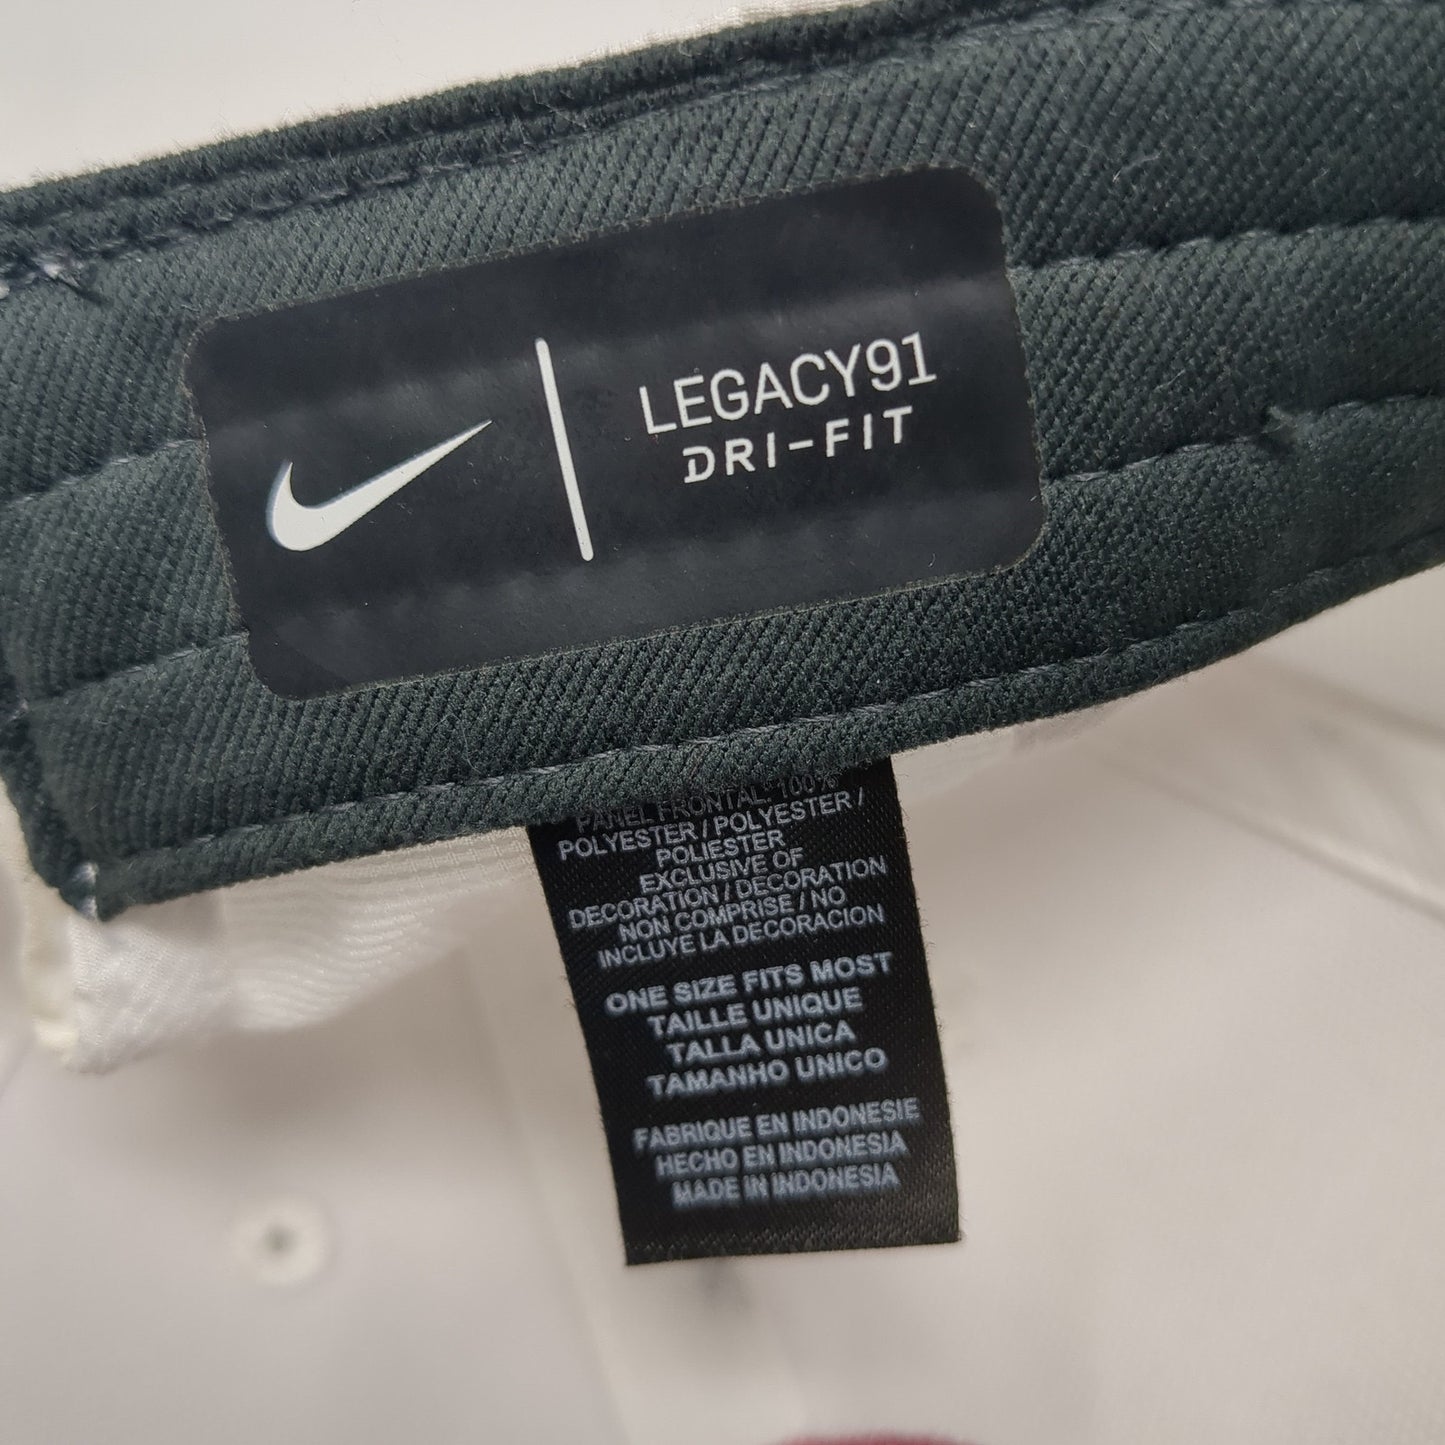 LEGACY91
DRI-FIT
PANEL FRONTAL: 100%
POLYESTER / POLYESTER /
POLIESTER
EXCLUSIVE OF
DECORATION / DECORATION
NON COMPRISE / NO
INCLUYE LA DECORACION
ONE SIZE FITS MOST
TAILLE UNIQUE
TALLA UNICA
TAMANHO UNICO
FABRIQUE EN INDONESIE
HECHO EN INDONESIA
MADE IN INDONESIA